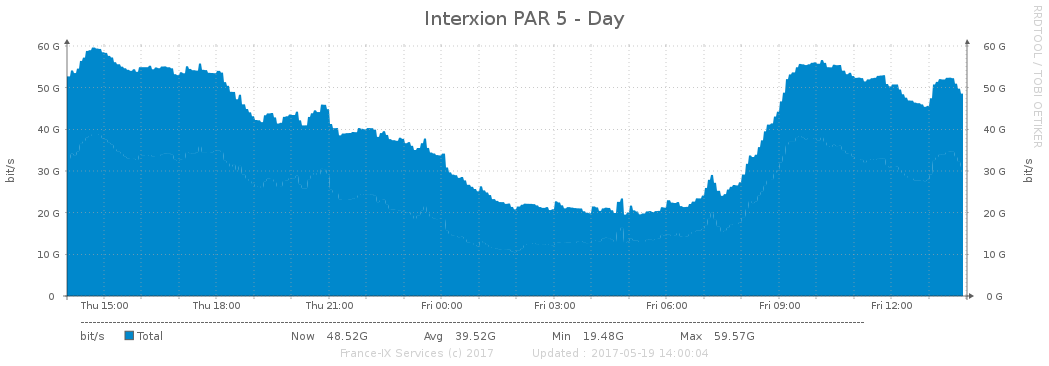 Interxion PAR 5 - Day
RRDTOOL / TOBI OETIKER
60 G 60 G
50 G 50 G
40 G 40 G
30 G 30 G
20 G 20 G
10 G 10 G
0 0 G
bit/s
bit/s
Thu 15:00 Thu 18:00 Thu 21:00 Fri 00:00 Fri 03:00 Fri 06:00 Fri 09:00 Fri 12:00
bit/s Total Now 48.52G Avg 39.52G Min 19.48G Max 59.57G
France-IX Services (c) 2017 Updated : 2017-05-19 14:00:04